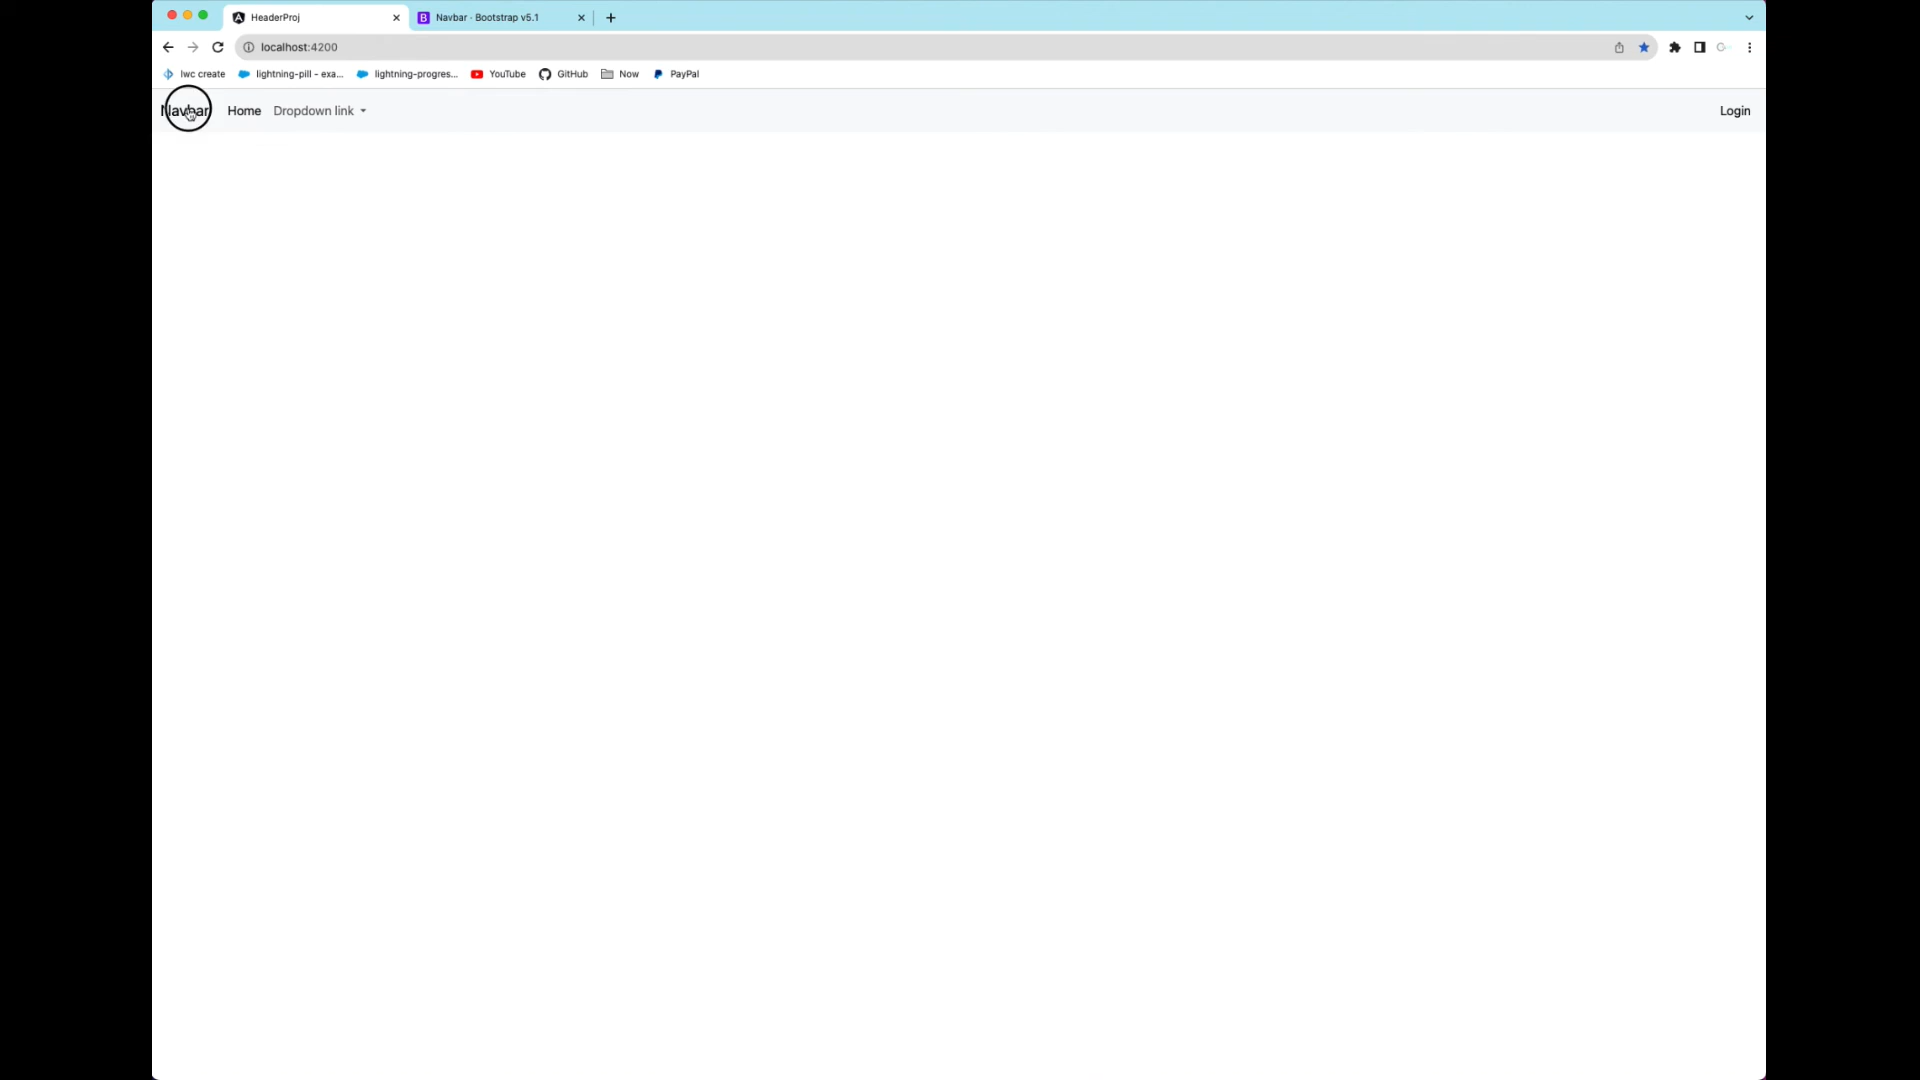 HeaderProj
Navbar · Bootstrap v5.1
localhost:4200
lwc create
lightning-pill - exa...
lightning-progres...
YouTube
GitHub
Now
PayPal
Navbar
Home
Dropdown link
Login